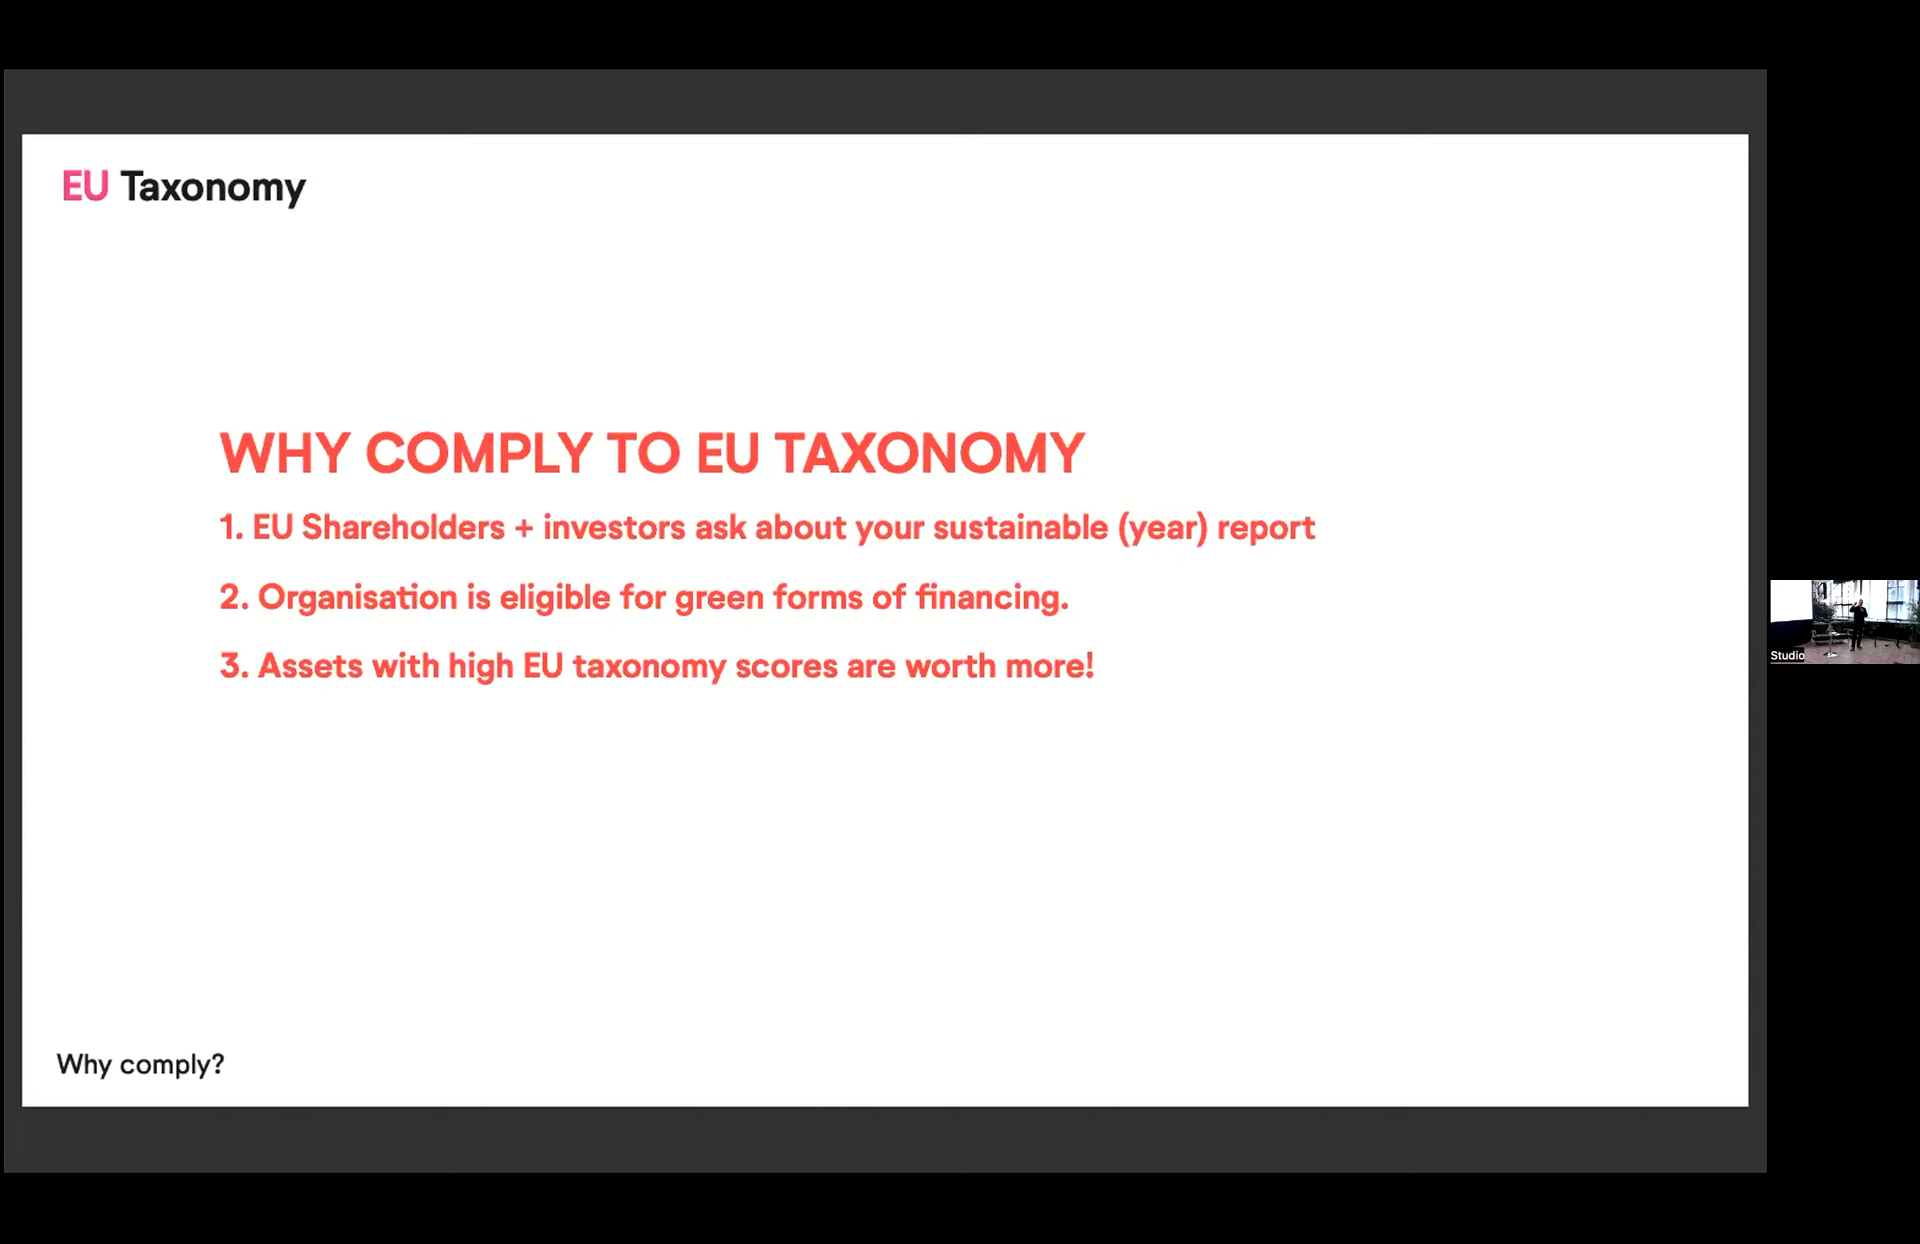 EU Taxonomy
WHY COMPLY TO EU TAXONOMY
1. EU Shareholders + investors ask about your sustainable (year) report
2. Organisation is eligible for green forms of financing.
3. Assets with high EU taxonomy scores are worth more!
Studio
Why comply?